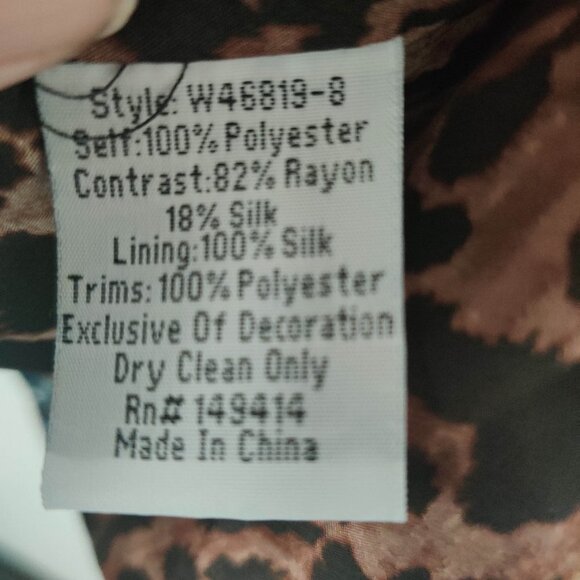 Style: W46819-8
Self:100% Polyester
Contrast:82% Rayon
18% Silk
Lining:100% Silk
Trims: 100% Polyester
Exclusive Of Decoration
Dry Clean Only
Rn# 149414
Made In China